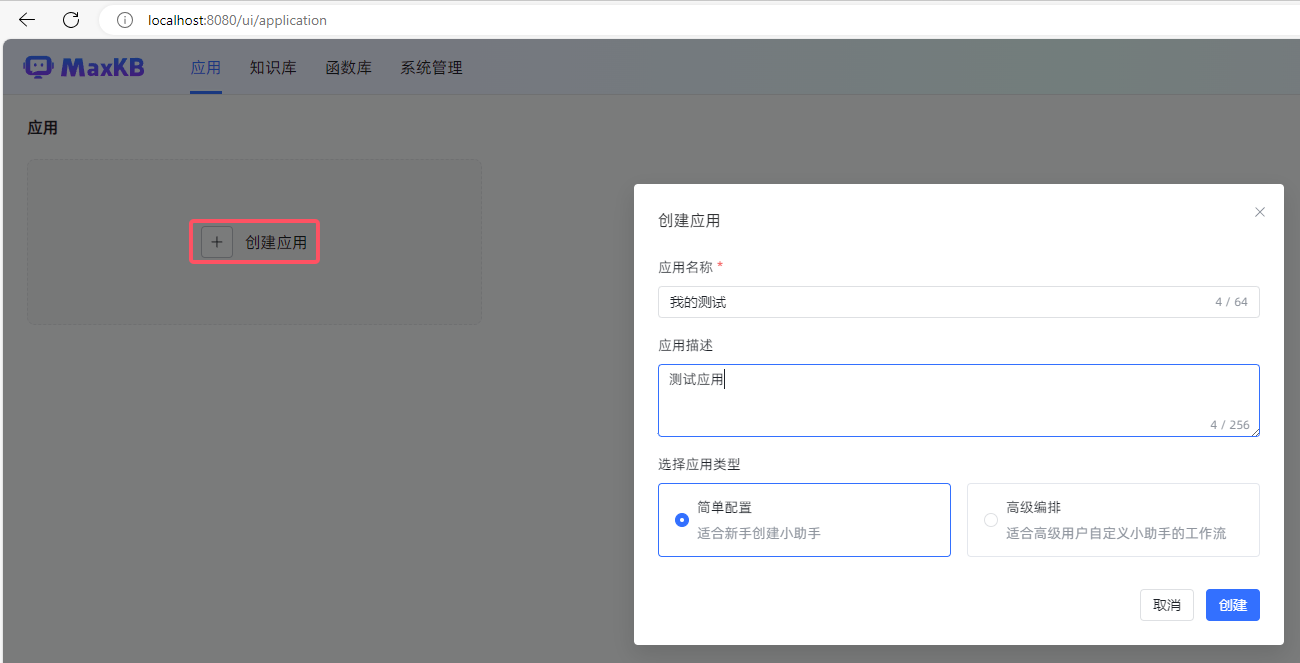 localhost:8080/ui/application
MaxKB 应用 知识库 函数库 系统管理
应用
创建应用
创建应用
应用名称 *
我的测试 4 / 64
应用描述
测试应用
4 / 256
选择应用类型
简单配置
适合新手创建小助手
高级编排
适合高级用户自定义小助手的工作流
取消 创建